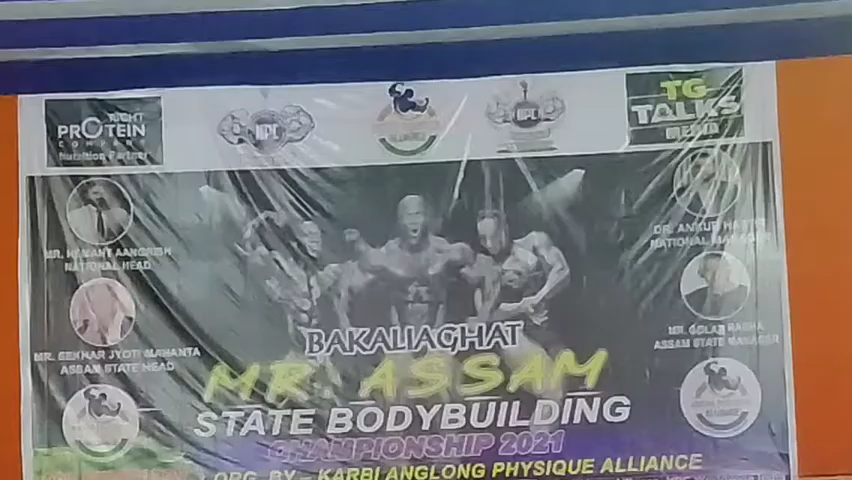 RIGHT
PROTEIN
COMPANY
Nutrition Partner
NPC
NPC
TG
TALKS
MEDIA
MR. HEMANT AANGRISH
NATIONAL HEAD
DR. ANKUR
NATIONAL MANAGER
MR. SEKHAR JYOTI MAHANTA
ASSAM STATE HEAD
MR. GOLAP
ASSAM STATE MANAGER
BAKALIAGHAT
MR. ASSAM
STATE BODYBUILDING
CHAMPIONSHIP 2021
ORG. BY - KARBI ANGLONG PHYSIQUE ALLIANCE